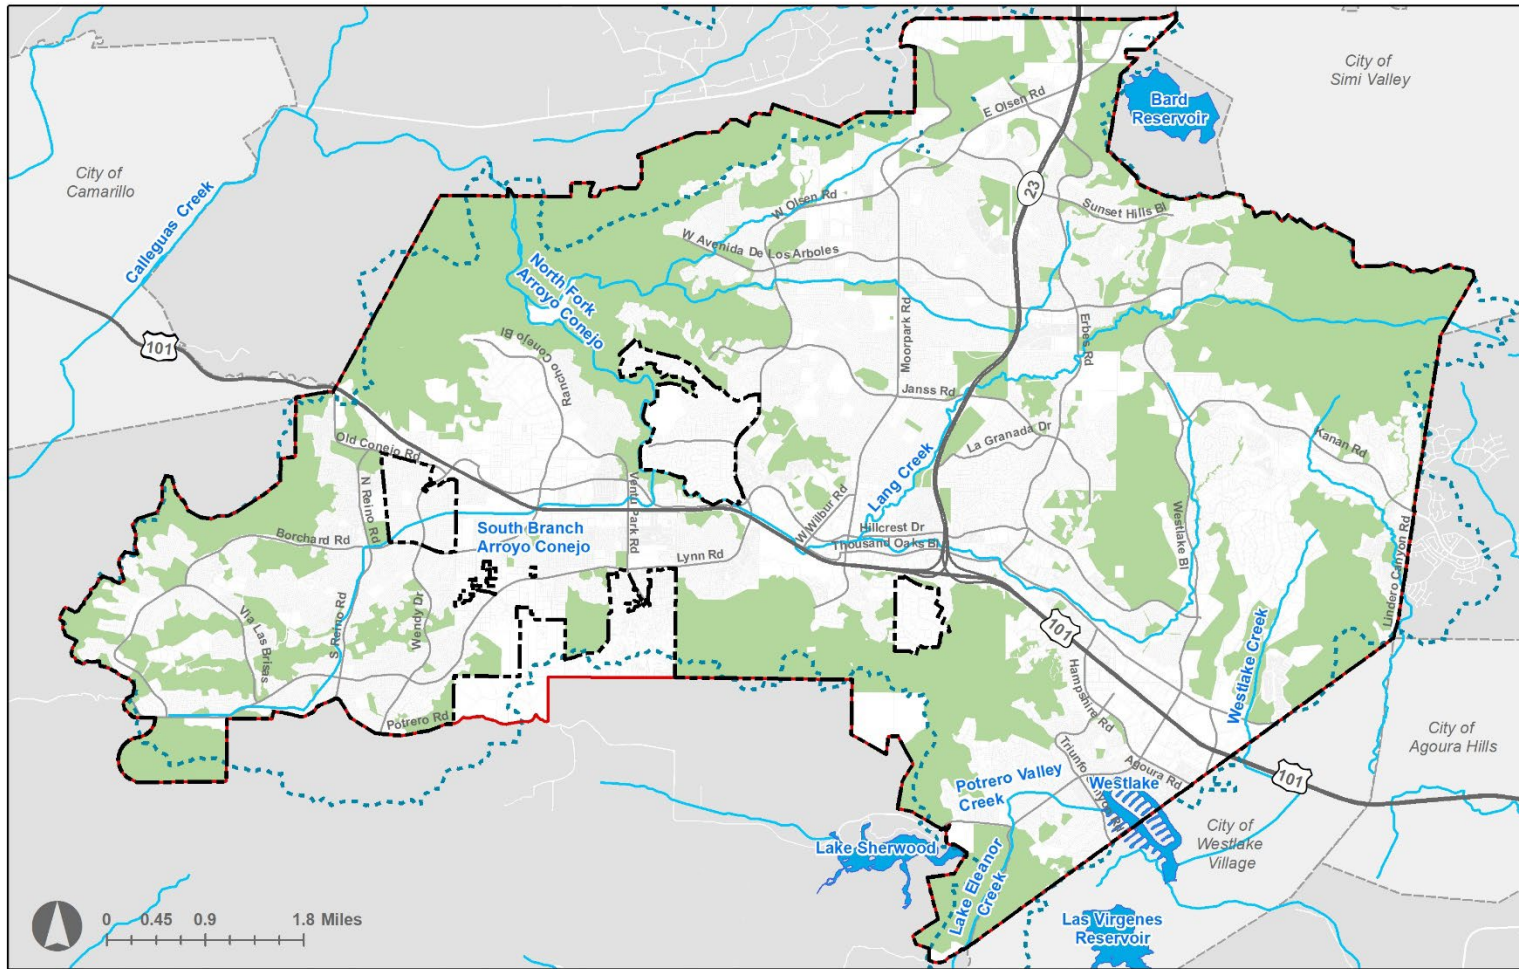 City of
Simi Valley
Bard
Reservoir
E Olsen Rd
City of
Camarillo
Calleguas Creek
23
W Olsen Rd
Sunset Hills Bl
W Avenida De Los Arboles
North Fork
Arroyo Conejo
Moorpark Rd
Erbes Rd
101
Rancho Conejo Bl
Janss Rd
Old Conejo Rd
La Granada Dr
Kanan Rd
N Reino Rd
Ventu Park Rd
Lang Creek
W Wilbur Rd
Westlake Bl
Lindero Canyon Rd
South Branch
Arroyo Conejo
Borchard Rd
Hillcrest Dr
Thousand Oaks Bl
Lynn Rd
Via Las Brisas
S Reino Rd
Wendy Dr
101
Hampshire Rd
Westlake Creek
Potrero Rd
City of
Agoura Hills
Triunfo Canyon Rd
Agoura Rd
101
Potrero Valley
Creek
Westlake
City of
Westlake
Village
Lake Sherwood
Lake Eleanor
Creek
Las Virgenes
Reservoir
0 0.45 0.9 1.8 Miles